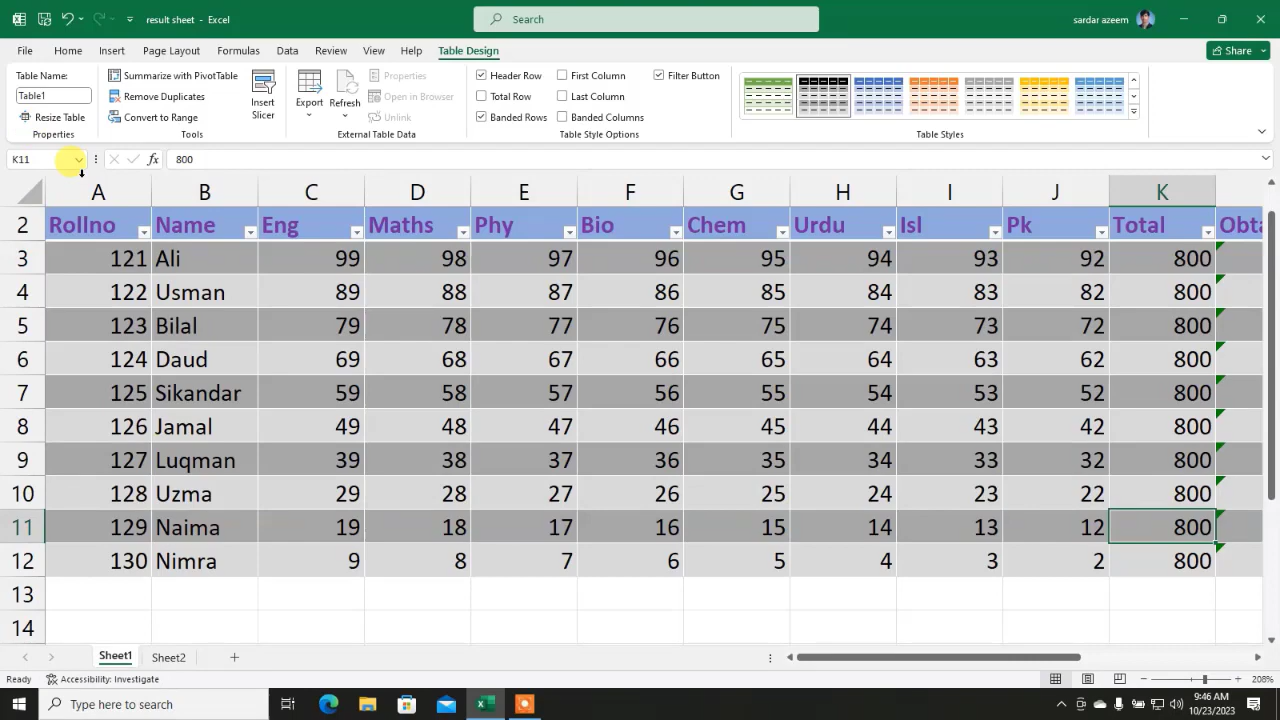 result sheet - Excel
Search
sardar azeem
File Home Insert Page Layout Formulas Data Review View Help Table Design
Share
Table Name:
Table1
Resize Table
Properties
Summarize with PivotTable
Remove Duplicates
Convert to Range
Tools
Insert
Slicer
Export
Refresh
Properties
Open in Browser
Unlink
External Table Data
Header Row First Column Filter Button
Total Row Last Column
Banded Rows Banded Columns
Table Style Options
Table Styles
K11 fx 800
A B C D E F G H I J K
2 Rollno Name Eng Maths Phy Bio Chem Urdu Isl Pk Total Obta
3 121 Ali 99 98 97 96 95 94 93 92 800
4 122 Usman 89 88 87 86 85 84 83 82 800
5 123 Bilal 79 78 77 76 75 74 73 72 800
6 124 Daud 69 68 67 66 65 64 63 62 800
7 125 Sikandar 59 58 57 56 55 54 53 52 800
8 126 Jamal 49 48 47 46 45 44 43 42 800
9 127 Luqman 39 38 37 36 35 34 33 32 800
10 128 Uzma 29 28 27 26 25 24 23 22 800
11 129 Naima 19 18 17 16 15 14 13 12 800
12 130 Nimra 9 8 7 6 5 4 3 2 800
13
14
Sheet1 Sheet2
Ready Accessibility: Investigate 208%
Type here to search
9:46 AM
10/23/2023